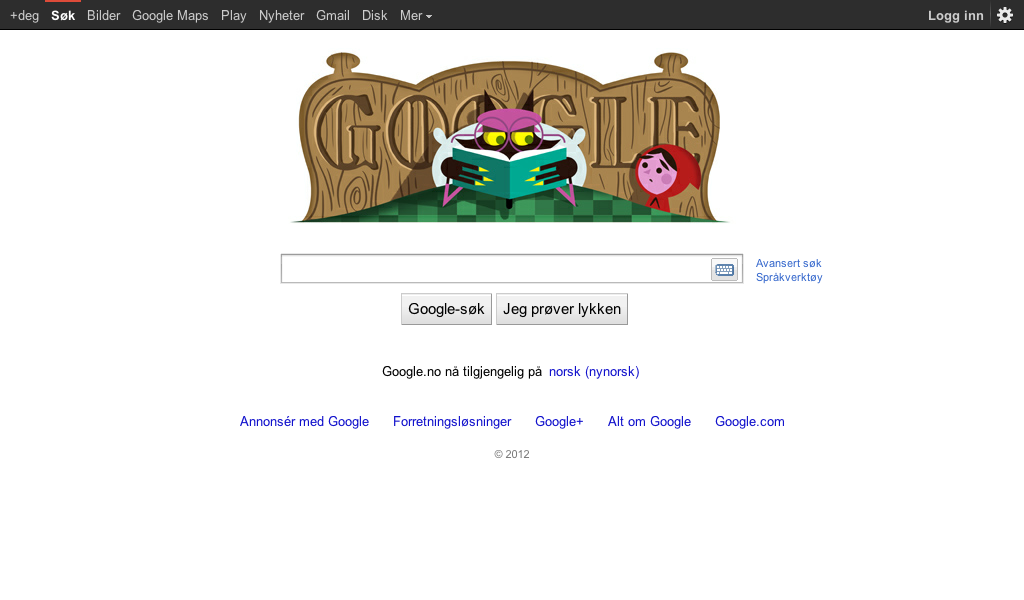 +deg Søk Bilder Google Maps Play Nyheter Gmail Disk Mer Logg inn
GOOGLE
Avansert søk
Språkverktøy
Google-søk Jeg prøver lykken
Google.no nå tilgjengelig på norsk (nynorsk)
Annonsér med Google Forretningsløsninger Google+ Alt om Google Google.com
© 2012